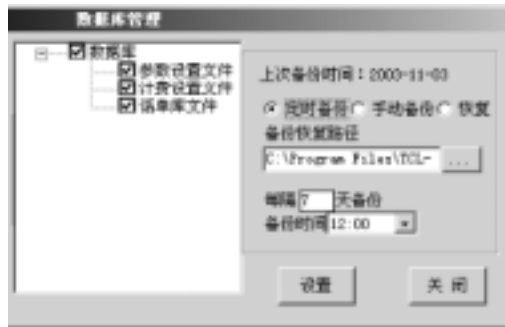 数据库管理
数据库
参数设置文件
计费设置文件
话单库文件
上次备份时间：2003-11-03
定时备份 手动备份 恢复
备份恢复路径
C:\Program Files\TCL- ...
每隔 7 天备份
备份时间 12:00
设置 关闭